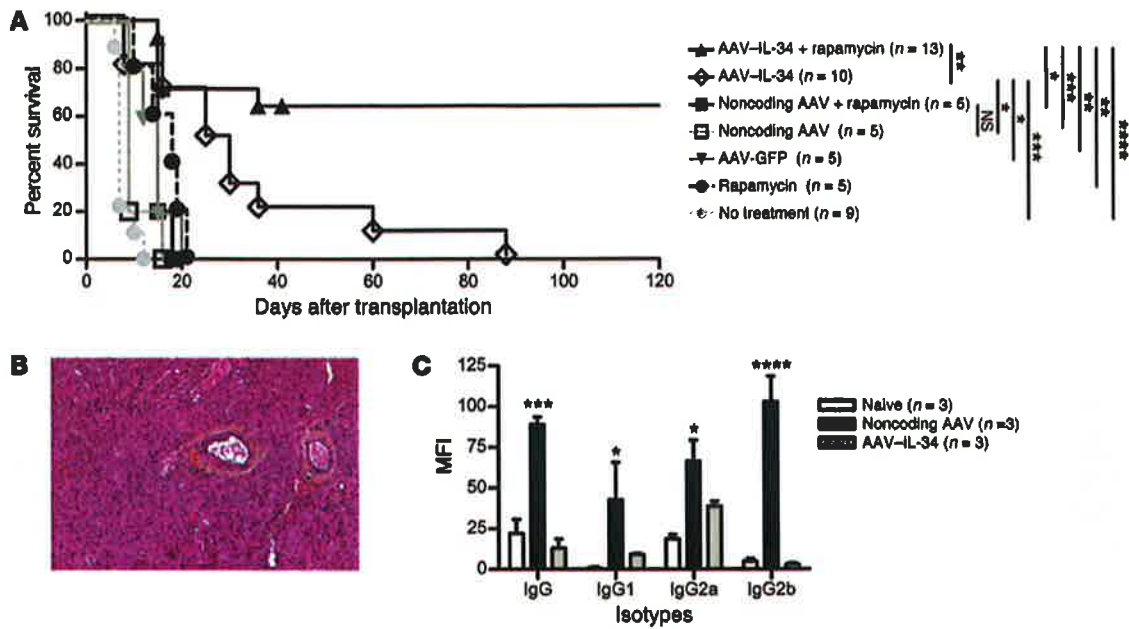 A
100
80
60
40
20
0
Percent survival
0 20 40 60 80 100 120
Days after transplantation
AAV–IL-34 + rapamycin (n = 13)
AAV–IL-34 (n = 10)
Noncoding AAV + rapamycin (n = 5)
Noncoding AAV (n = 5)
AAV-GFP (n = 5)
Rapamycin (n = 5)
No treatment (n = 9)
**
NS
*
*
***
*
***
**
**
****
B
C
125
100
75
50
25
0
MFI
***
*
*
****
IgG IgG1 IgG2a IgG2b
Isotypes
Naive (n = 3)
Noncoding AAV (n =3)
AAV–IL-34 (n = 3)